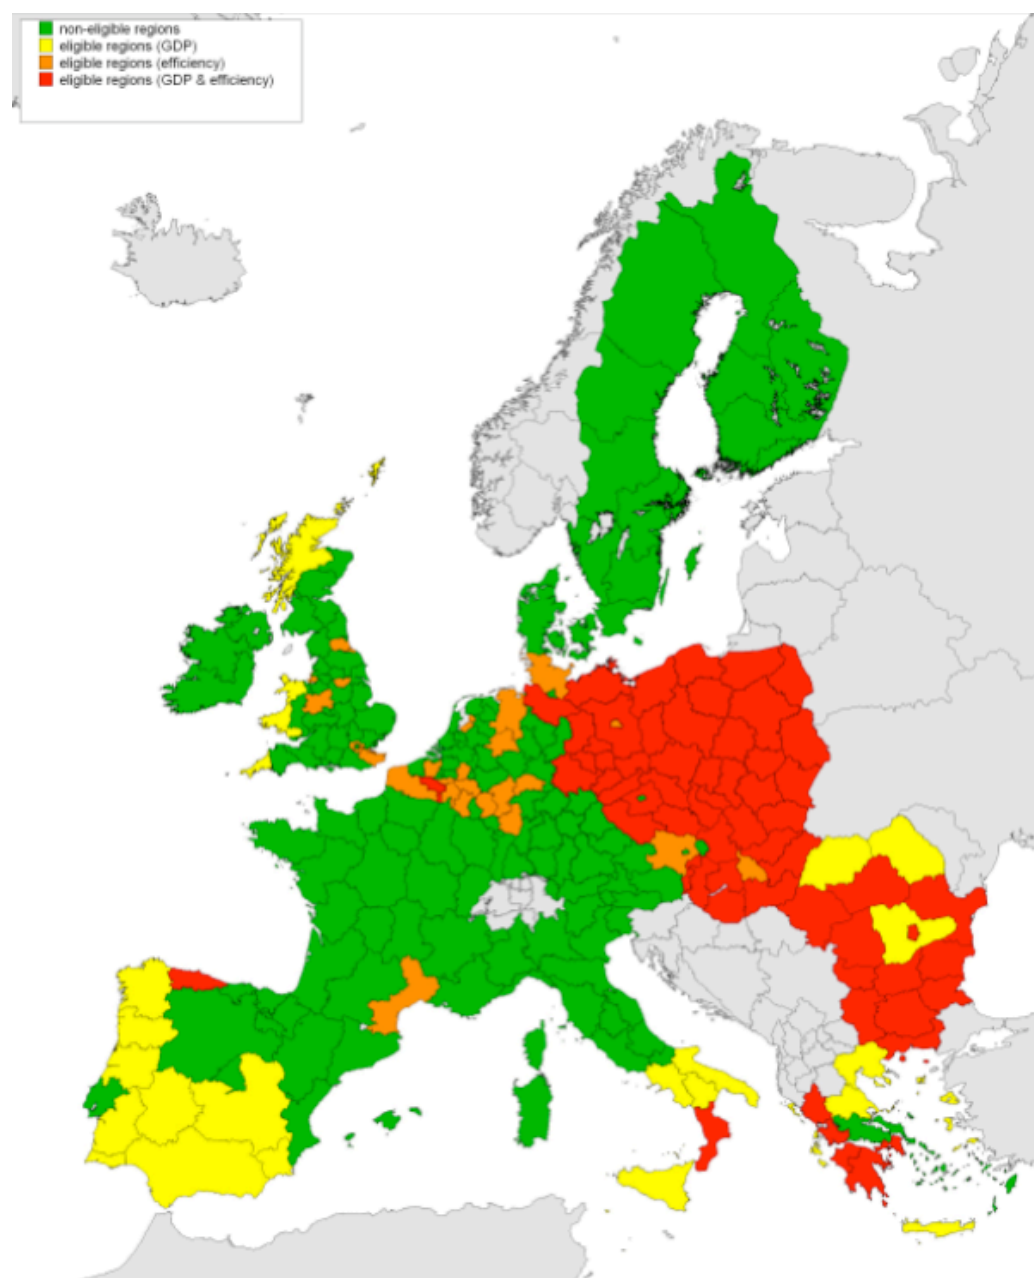 non-eligible regions
eligible regions (GDP)
eligible regions (efficiency)
eligible regions (GDP & efficiency)